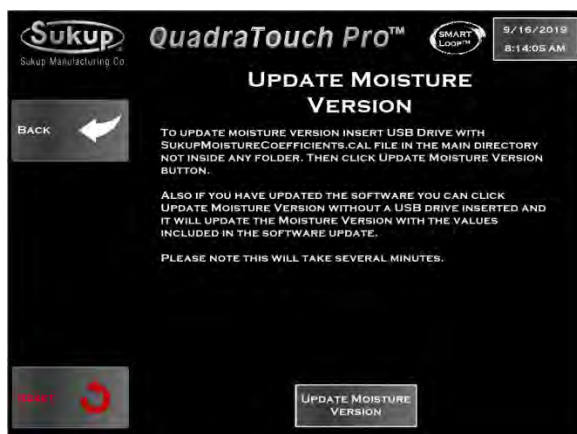 Sukup
Sukup Manufacturing Co
QuadraTouch Pro™
SMART
LOOP™
9/16/2019
8:14:05 AM
UPDATE MOISTURE
VERSION
BACK
TO UPDATE MOISTURE VERSION INSERT USB DRIVE WITH
SUKUPMOISTURECOEFFICIENTS.CAL FILE IN THE MAIN DIRECTORY
NOT INSIDE ANY FOLDER. THEN CLICK UPDATE MOISTURE VERSION
BUTTON.
ALSO IF YOU HAVE UPDATED THE SOFTWARE YOU CAN CLICK
UPDATE MOISTURE VERSION WITHOUT A USB DRIVE INSERTED AND
IT WILL UPDATE THE MOISTURE VERSION WITH THE VALUES
INCLUDED IN THE SOFTWARE UPDATE.
PLEASE NOTE THIS WILL TAKE SEVERAL MINUTES.
RESET
UPDATE MOISTURE
VERSION